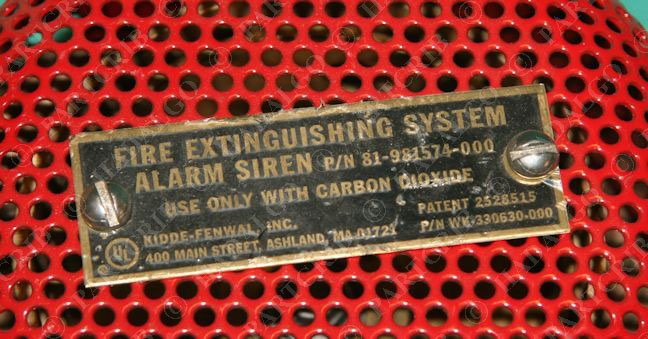 FIRE EXTINGUISHING SYSTEM
ALARM SIREN P/N 81-981574-000
USE ONLY WITH CARBON DIOXIDE
UL KIDDE-FENWAL, INC. PATENT 2528515
400 MAIN STREET, ASHLAND, MA 01721 P/N WK-330630-000